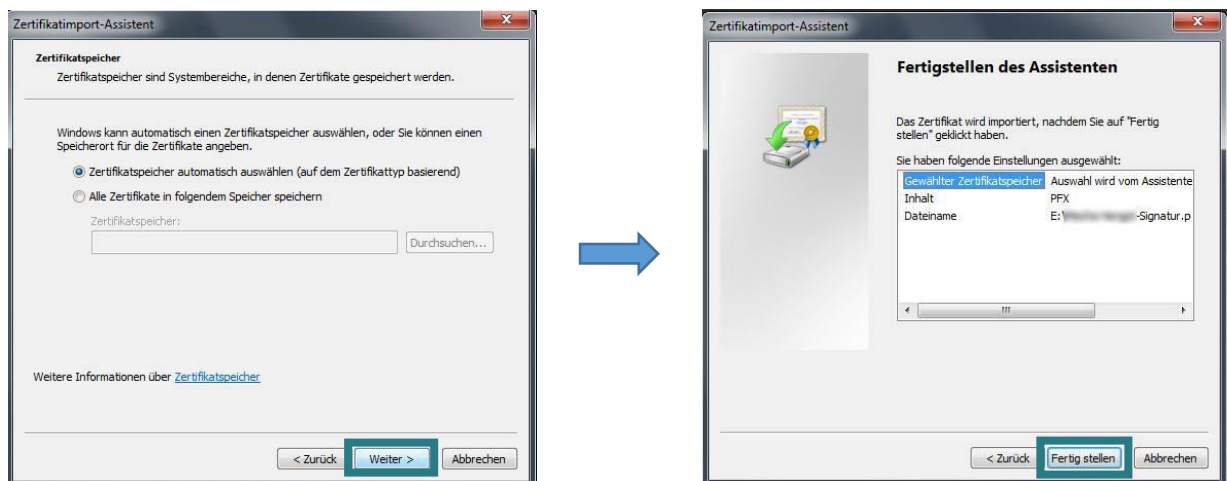 Zertifikatimport-Assistent
Zertifikatspeicher
Zertifikatspeicher sind Systembereiche, in denen Zertifikate gespeichert werden.
Windows kann automatisch einen Zertifikatspeicher auswählen, oder Sie können einen
Speicherort für die Zertifikate angeben.
Zertifikatspeicher automatisch auswählen (auf dem Zertifikattyp basierend)
Alle Zertifikate in folgendem Speicher speichern
Zertifikatspeicher:
Durchsuchen...
Weitere Informationen über Zertifikatspeicher
< Zurück Weiter > Abbrechen
Zertifikatimport-Assistent
Fertigstellen des Assistenten
Das Zertifikat wird importiert, nachdem Sie auf "Fertig
stellen" geklickt haben.
Sie haben folgende Einstellungen ausgewählt:
Gewählter Zertifikatspeicher Auswahl wird vom Assistente
Inhalt PFX
Dateiname E:\ -Signatur.p
< Zurück Fertig stellen Abbrechen